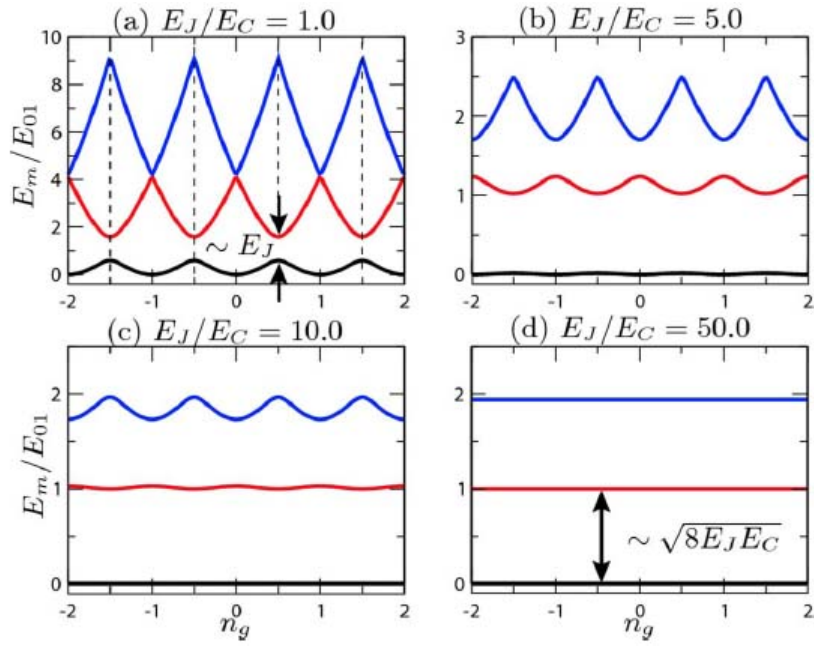 (a) E_J/E_C = 1.0
(b) E_J/E_C = 5.0
E_m/E_01
10
8
6
4
2
0
∼ E_J
-2 -1 0 1 2
3
2
1
0
-2 -1 0 1 2
(c) E_J/E_C = 10.0
(d) E_J/E_C = 50.0
E_m/E_01
2
1
0
-2 -1 0 1 2
n_g
2
1
0
∼ √8E_JE_C
-2 -1 0 1 2
n_g